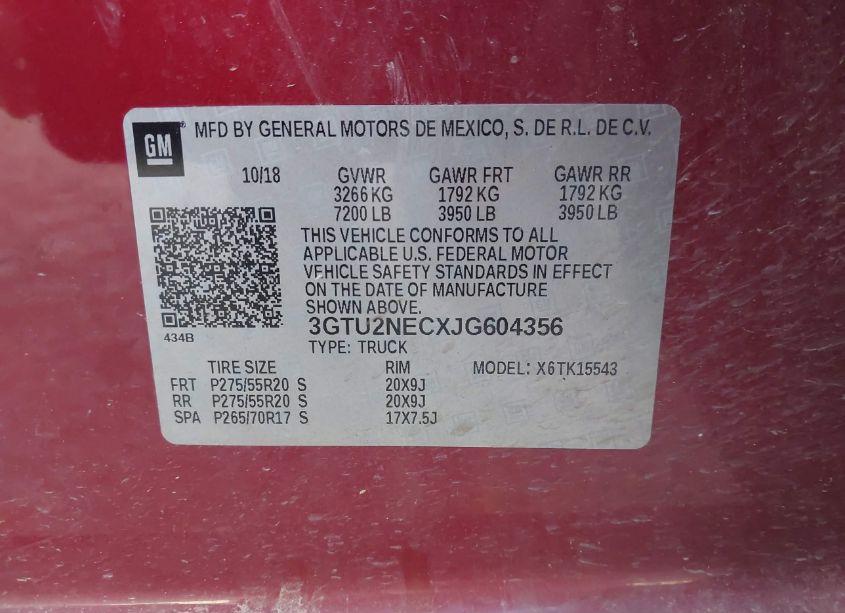 GM
MFD BY GENERAL MOTORS DE MEXICO, S. DE R.L. DE C.V.
10/18 GVWR GAWR FRT GAWR RR
3266 KG 1792 KG 1792 KG
7200 LB 3950 LB 3950 LB
THIS VEHICLE CONFORMS TO ALL
APPLICABLE U.S. FEDERAL MOTOR
VEHICLE SAFETY STANDARDS IN EFFECT
ON THE DATE OF MANUFACTURE
SHOWN ABOVE.
434B
3GTU2NECXJG604356
TYPE: TRUCK
TIRE SIZE RIM MODEL: X6TK15543
FRT P275/55R20 S 20X9J
RR P275/55R20 S 20X9J
SPA P265/70R17 S 17X7.5J